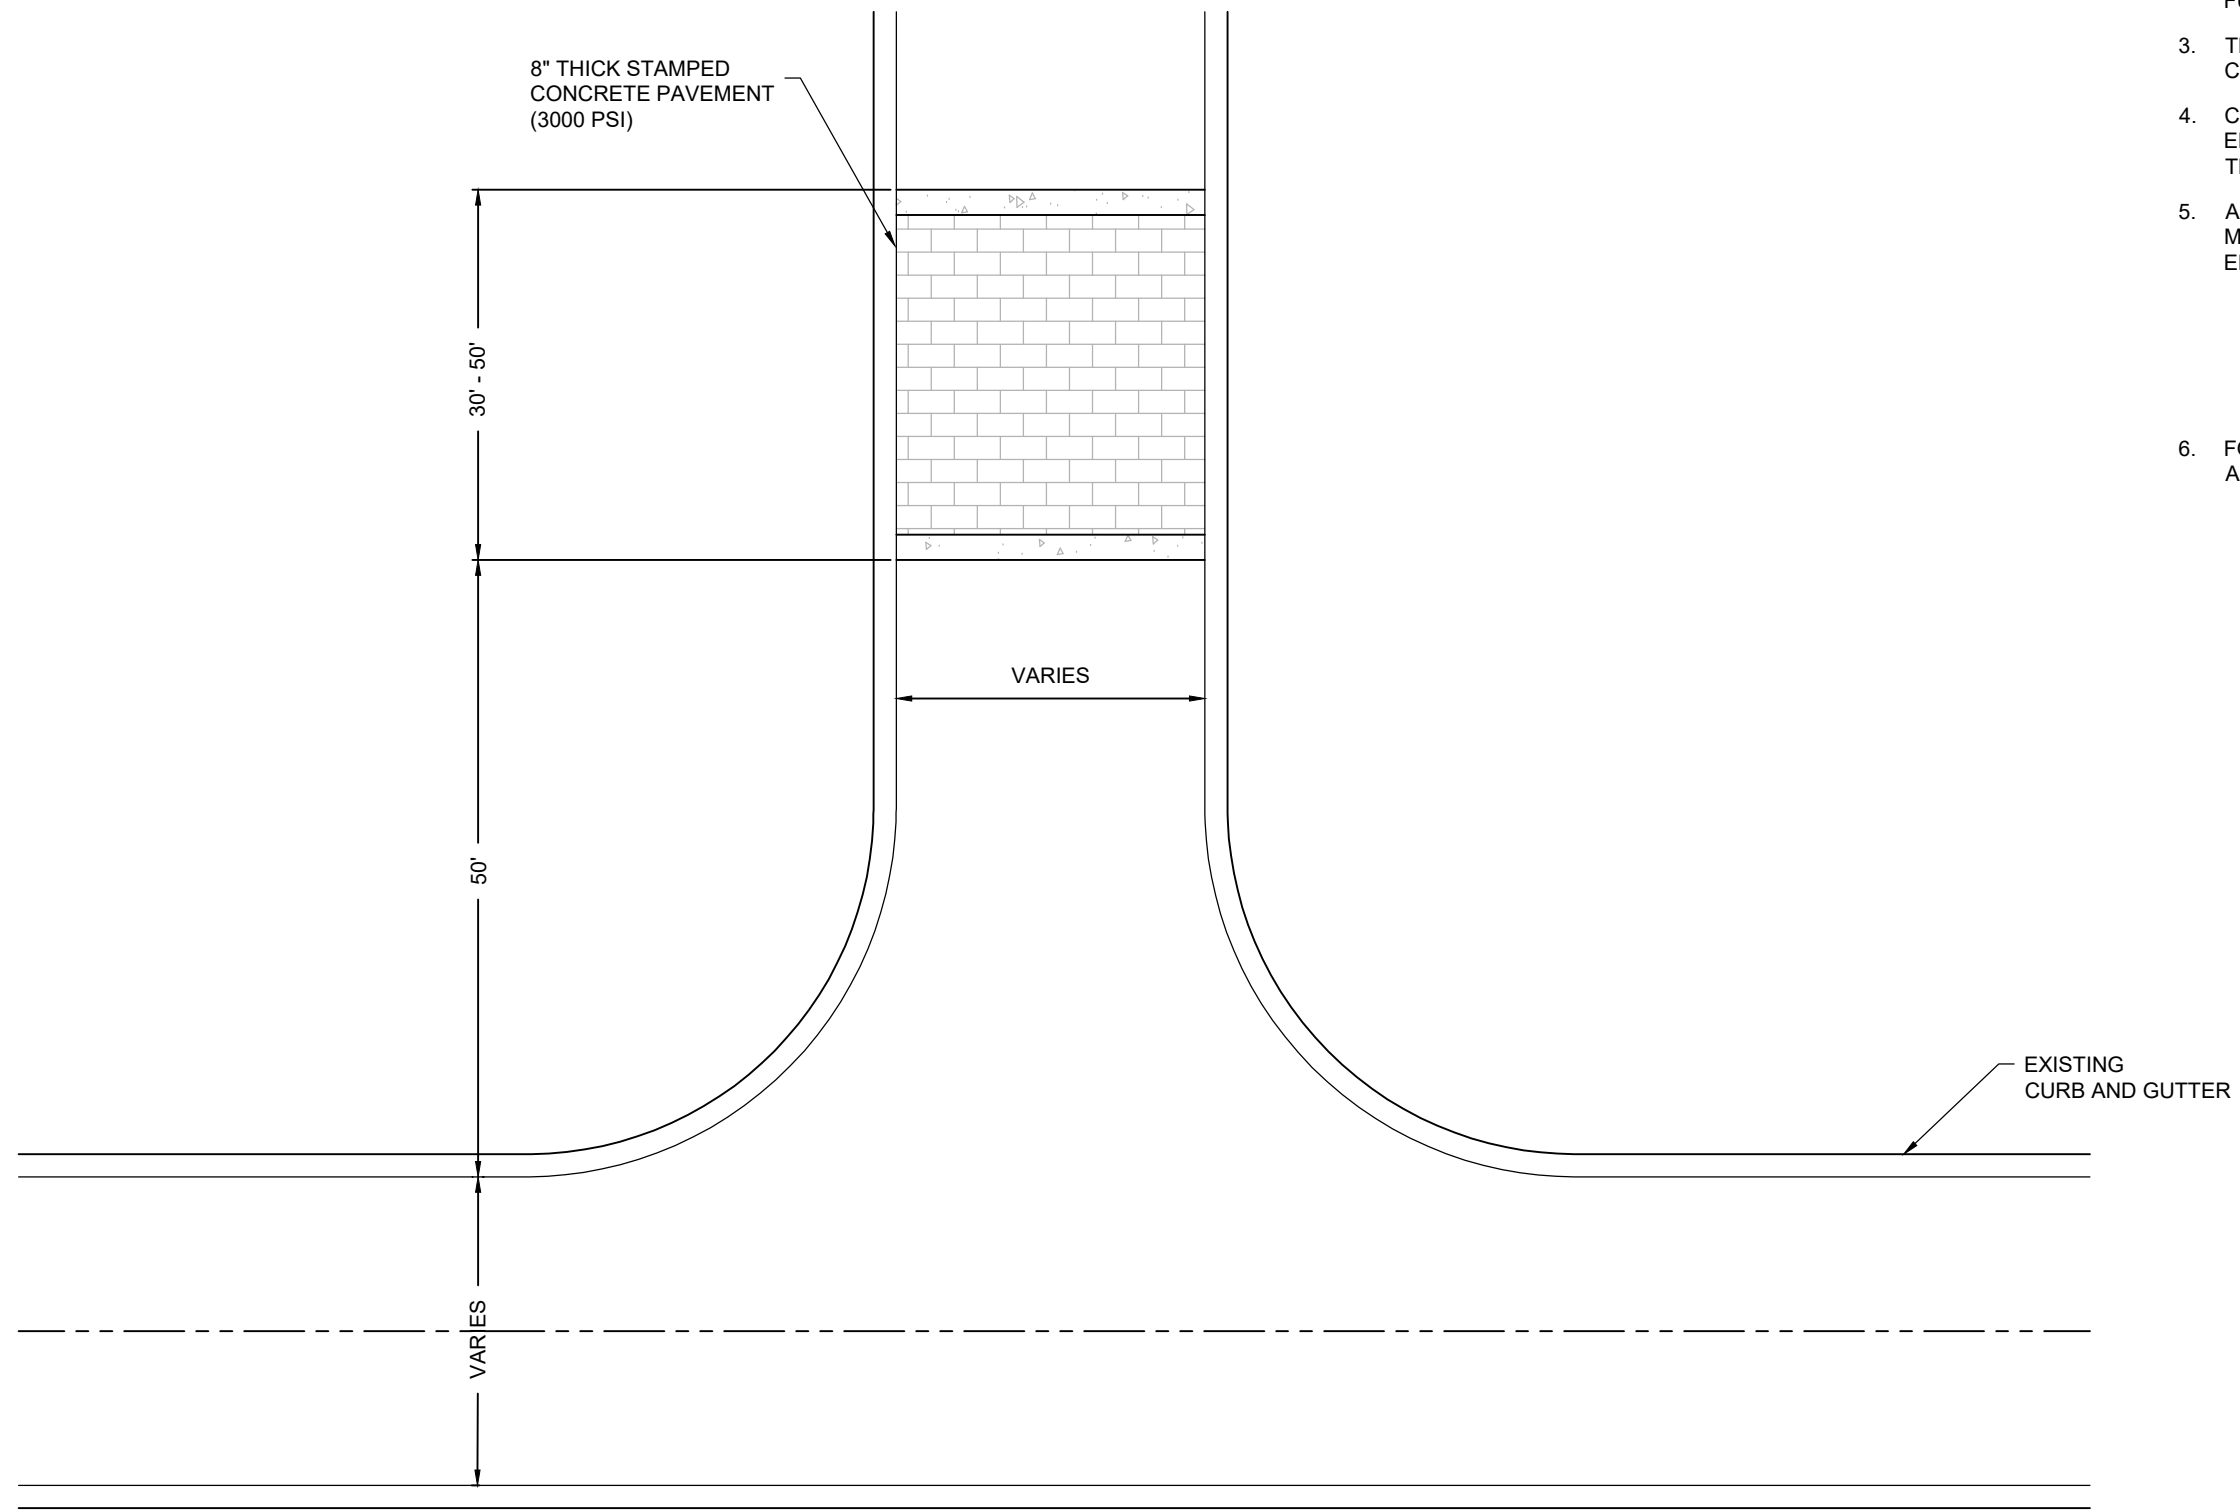 8" THICK STAMPED
CONCRETE PAVEMENT
(3000 PSI)
30' - 50'
VARIES
50'
EXISTING
CURB AND GUTTER
VARIES
3.
4.
5.
6.